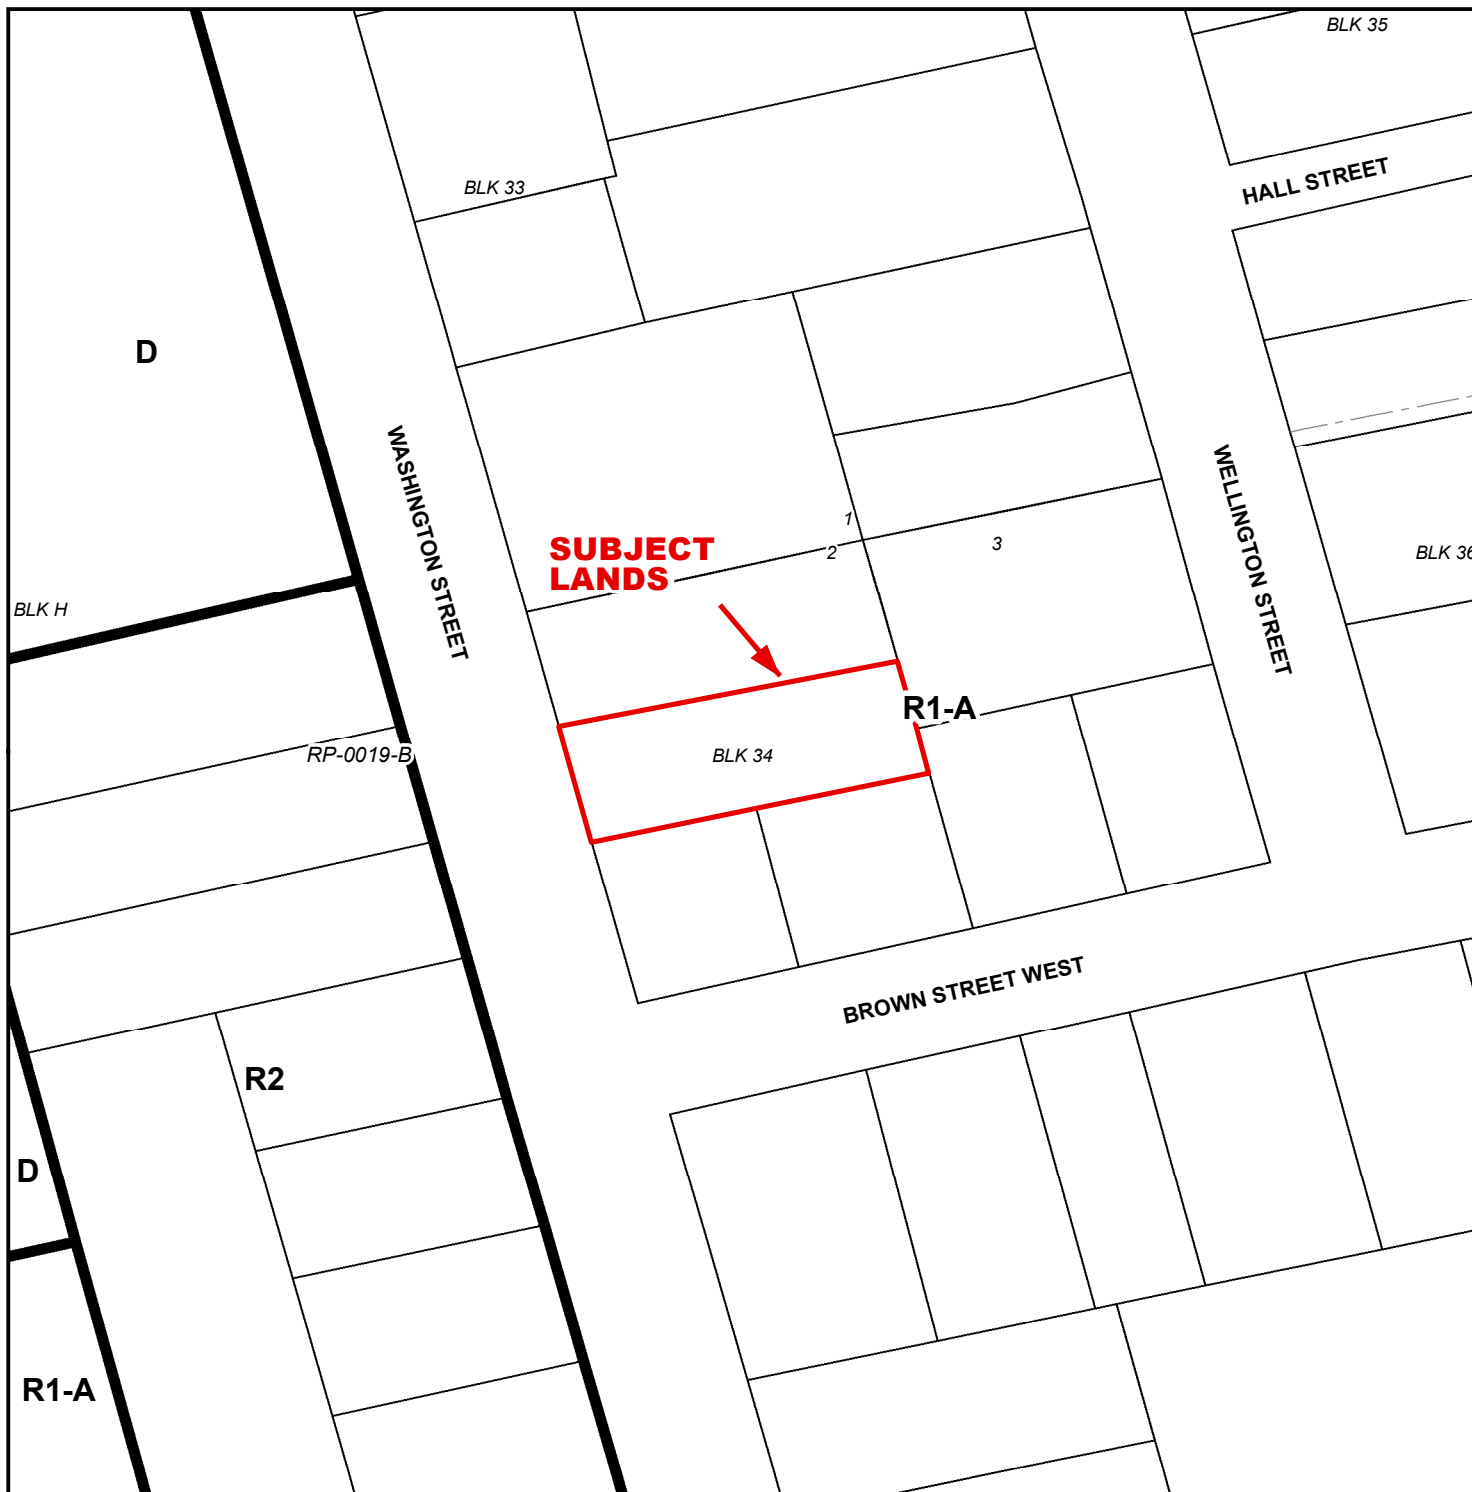 BLK 35
HALL STREET
BLK 33
D
WASHINGTON STREET
WELLINGTON STREET
1
2
3
SUBJECT
LANDS
BLK 36
BLK H
R1-A
RP-0019-B
BLK 34
BROWN STREET WEST
R2
D
R1-A